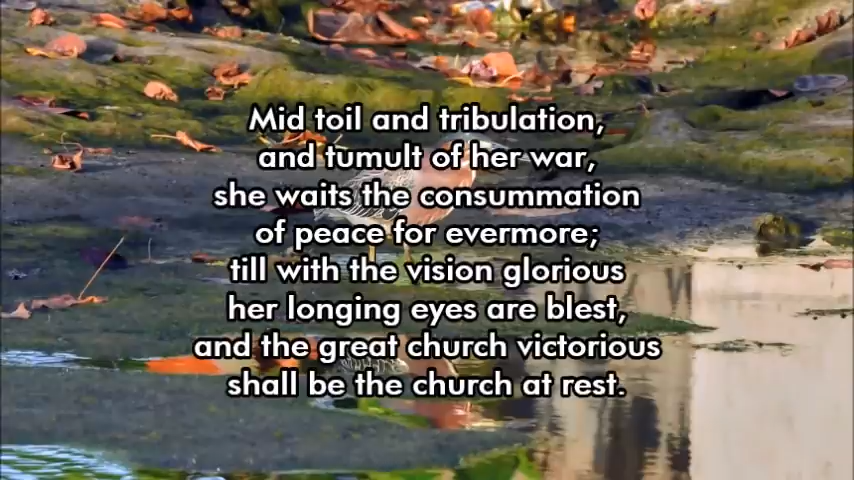 Mid toil and tribulation,
and tumult of her war,
she waits the consummation
of peace for evermore;
till with the vision glorious
her longing eyes are blest,
and the great church victorious
shall be the church at rest.